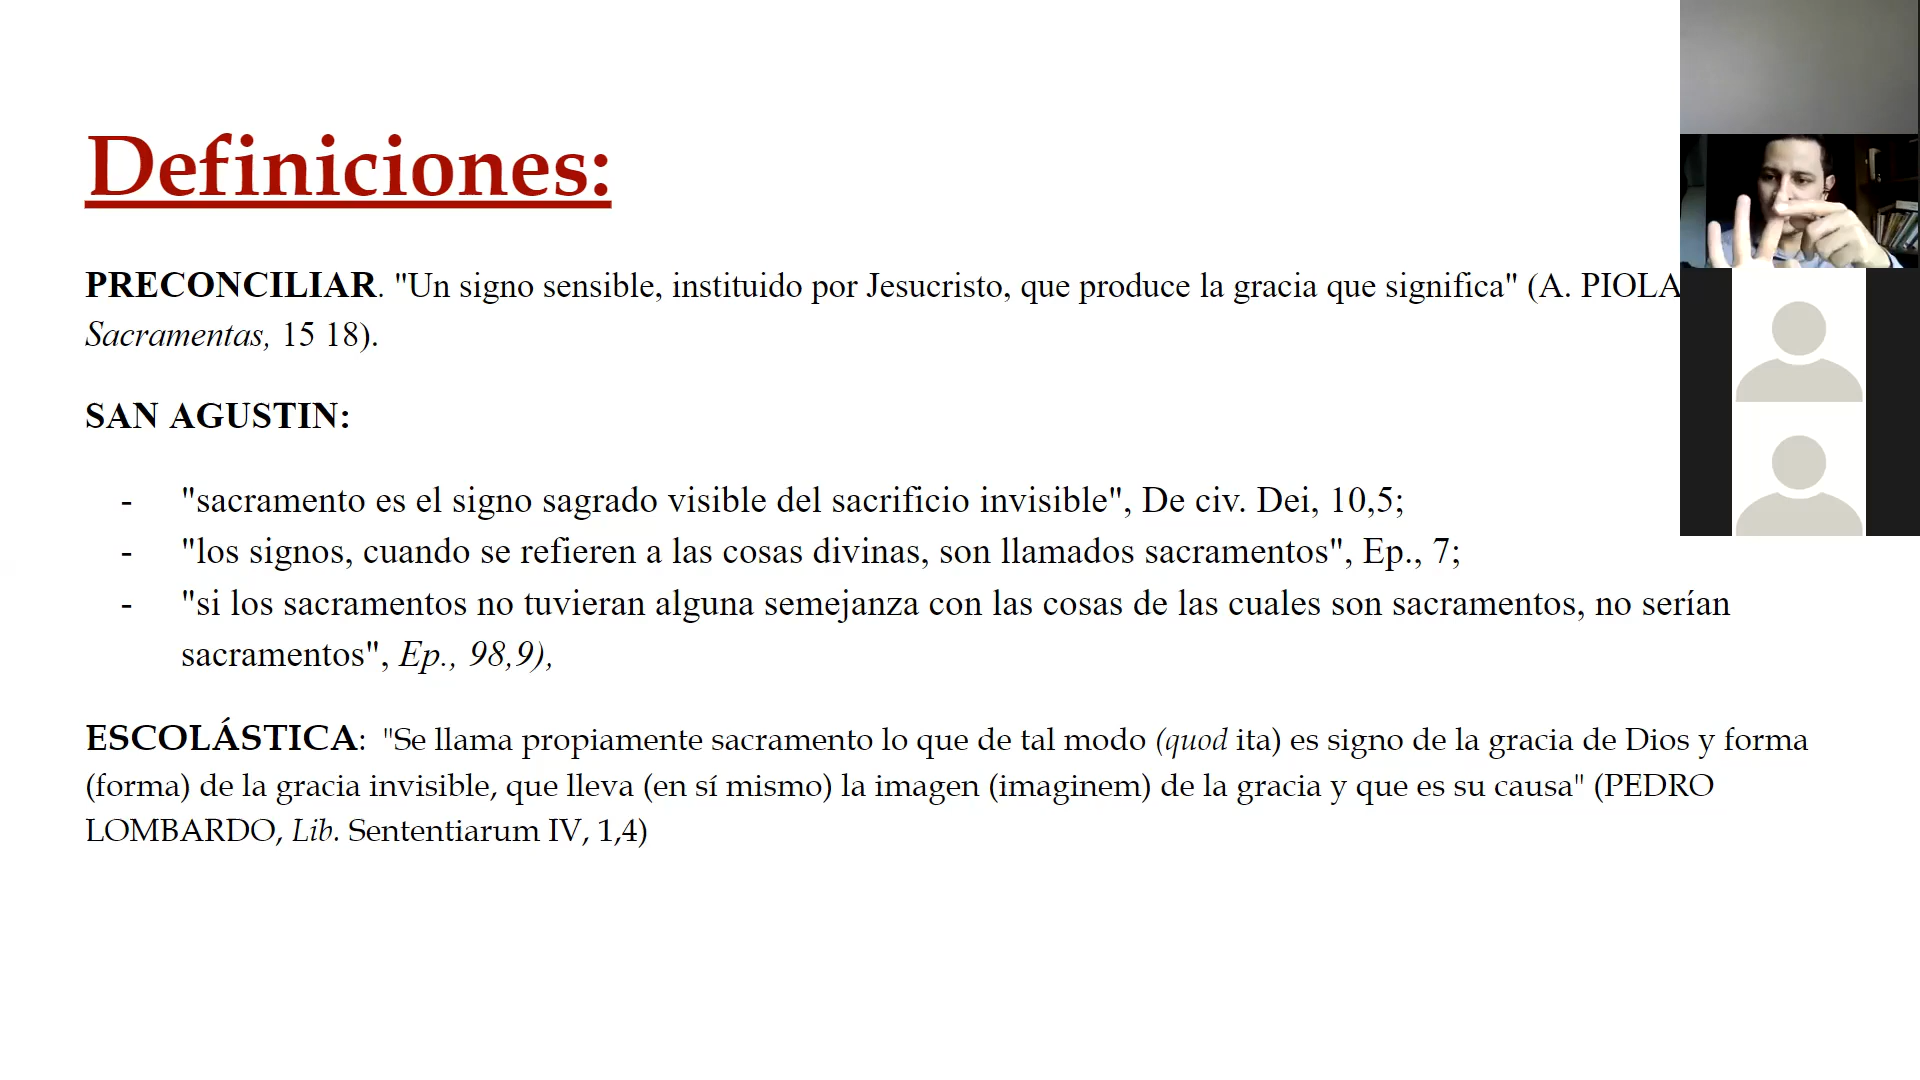 Definiciones:
PRECONCILIAR. "Un signo sensible, instituido por Jesucristo, que produce la gracia que significa" (A. PIOLA
Sacramentas, 15 18).
SAN AGUSTIN:
- "sacramento es el signo sagrado visible del sacrificio invisible", De civ. Dei, 10,5;
- "los signos, cuando se refieren a las cosas divinas, son llamados sacramentos", Ep., 7;
- "si los sacramentos no tuvieran alguna semejanza con las cosas de las cuales son sacramentos, no serían
sacramentos", Ep., 98,9),
ESCOLÁSTICA: "Se llama propiamente sacramento lo que de tal modo (quod ita) es signo de la gracia de Dios y forma
(forma) de la gracia invisible, que lleva (en sí mismo) la imagen (imaginem) de la gracia y que es su causa" (PEDRO
LOMBARDO, Lib. Sententiarum IV, 1,4)